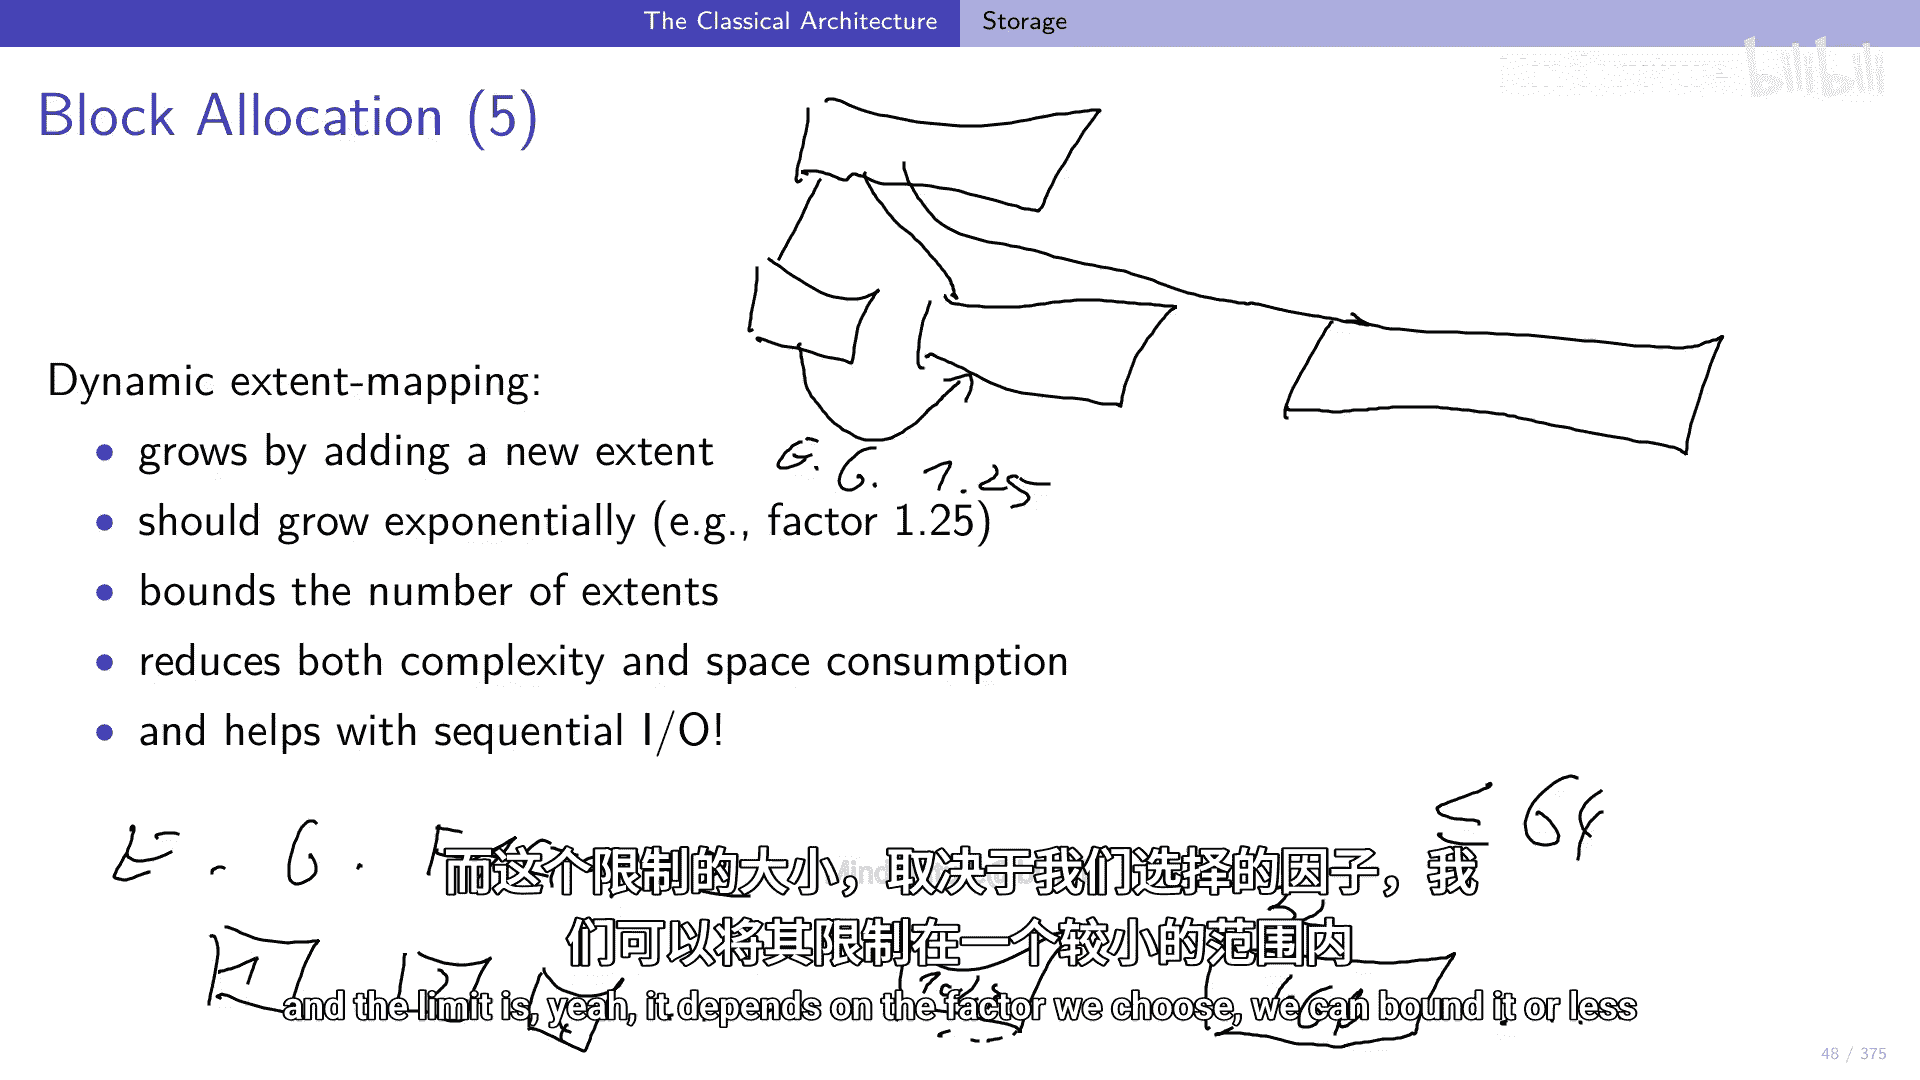 The Classical Architecture Storage
bilibili
Block Allocation (5)
Dynamic extent-mapping:
• grows by adding a new extent
E. G. 1.25
• should grow exponentially (e.g., factor 1.25)
• bounds the number of extents
• reduces both complexity and space consumption
• and helps with sequential I/O!
≤ 64
E. G.
而这个限制的大小，取决于我们选择的因子，我
们可以将其限制在一个较小的范围内
1 2 4
and the limit is, yeah, it depends on the factor we choose, we can bound it or less
48 / 375